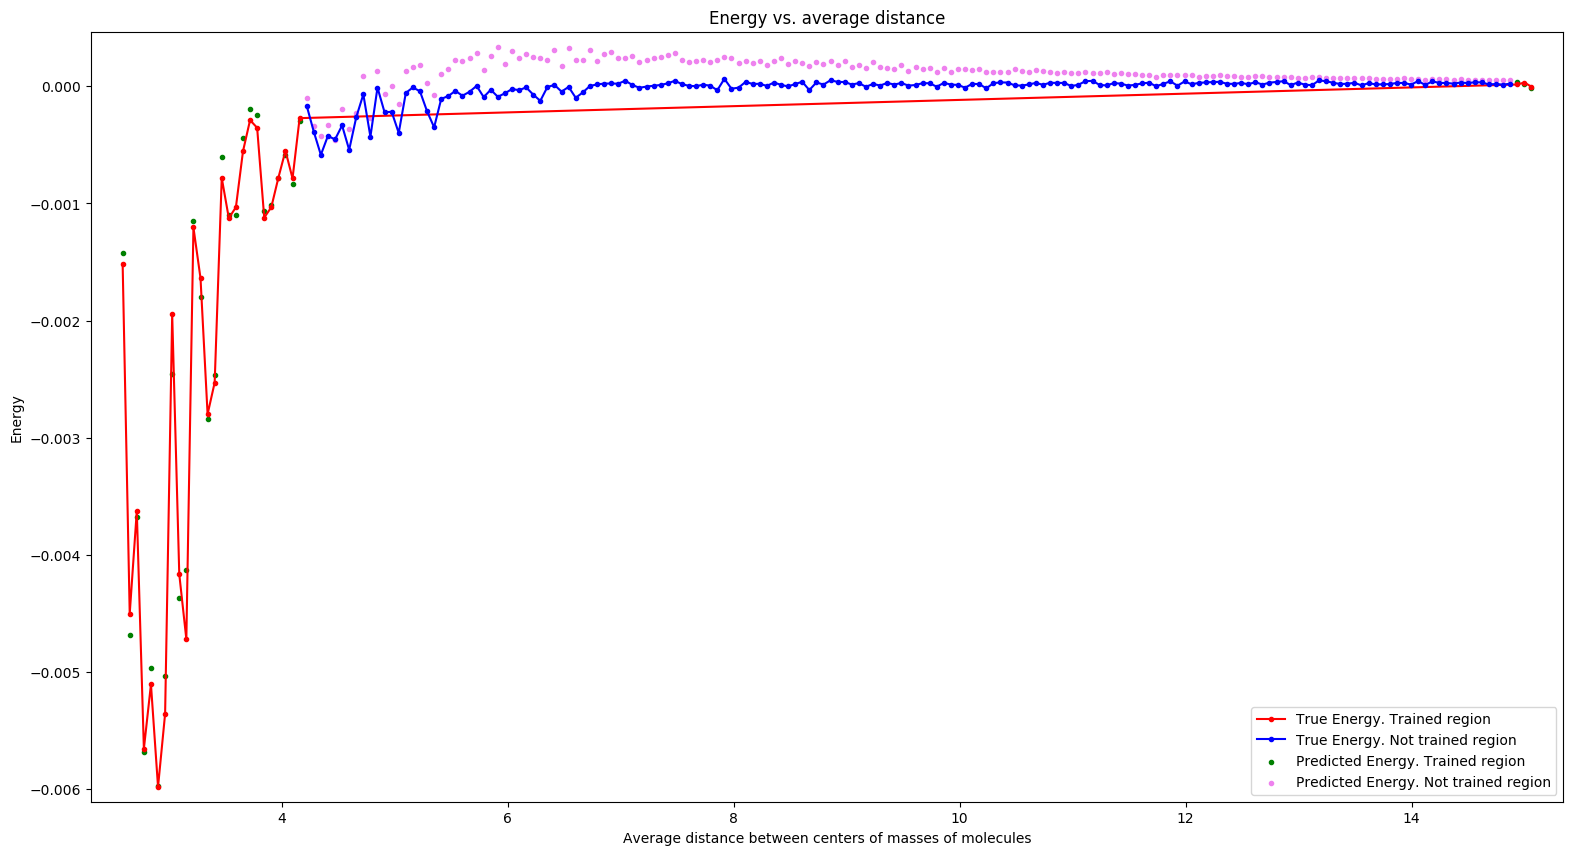 Energy vs. average distance
Energy
0.000
−0.001
−0.002
−0.003
−0.004
−0.005
−0.006
4
6
8
10
12
14
Average distance between centers of masses of molecules
True Energy. Trained region
True Energy. Not trained region
Predicted Energy. Trained region
Predicted Energy. Not trained region